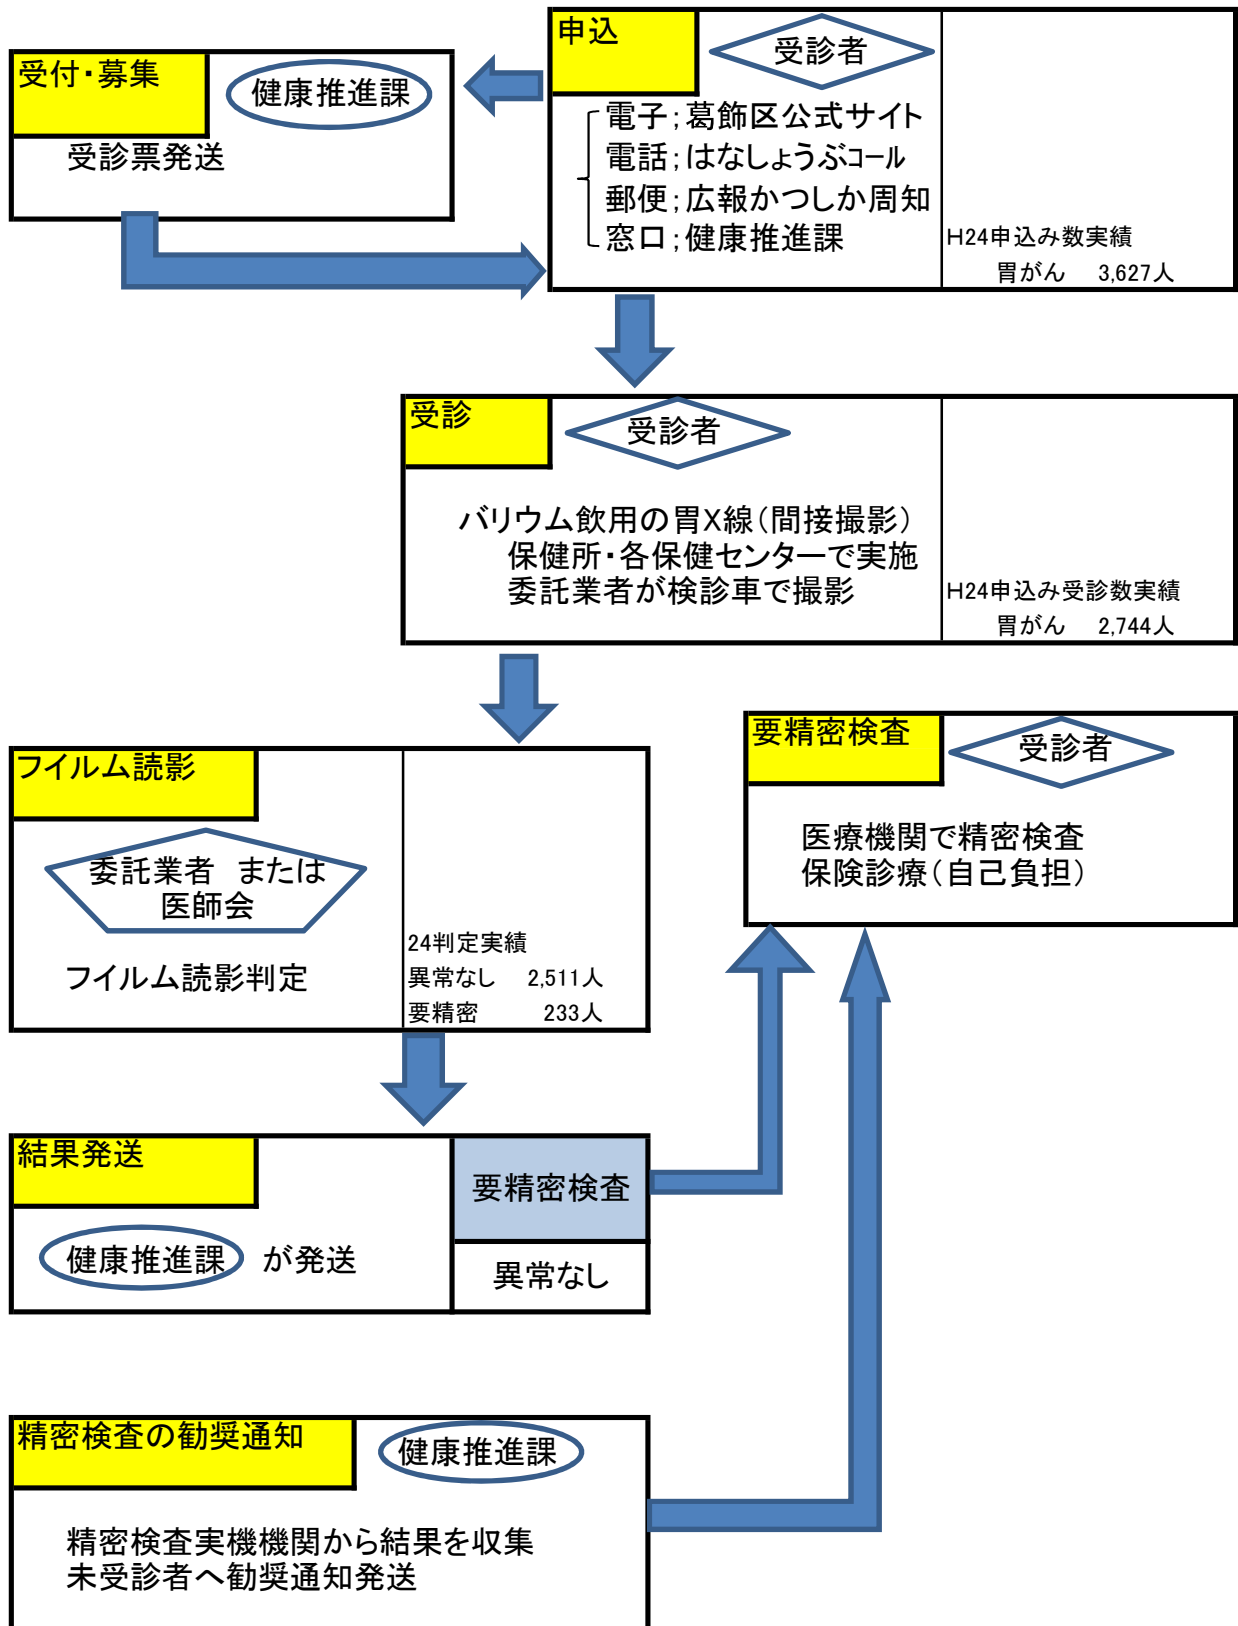 申込
受診者
電子；葛飾区公式サイト
電話；はなしょうぶコール
郵便；広報かつしか周知
窓口；健康推進課
H24申込み数実績
胃がん 3,627人
受付・募集
健康推進課
受診票発送
受診
受診者
バリウム飲用の胃X線（間接撮影）
保健所・各保健センターで実施
委託業者が検診車で撮影
H24申込み受診数実績
胃がん 2,744人
フイルム読影
委託業者 または
医師会
フイルム読影判定
24判定実績
異常なし 2,511人
要精密 233人
要精密検査
受診者
医療機関で精密検査
保険診療（自己負担）
結果発送
健康推進課 が発送
要精密検査
異常なし
精密検査の勧奨通知
健康推進課
精密検査実機機関から結果を収集
未受診者へ勧奨通知発送